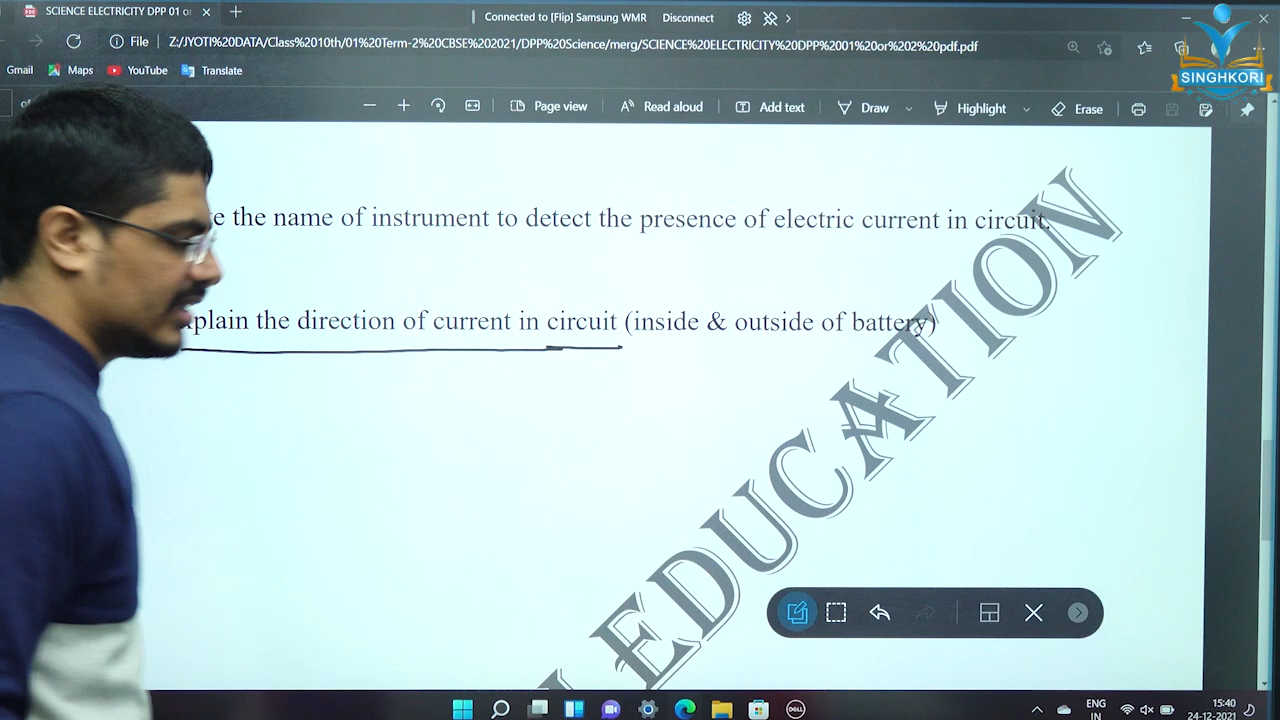 SCIENCE ELECTRICITY DPP 01 o
Connected to [Flip] Samsung WMR Disconnect
File Z:/JYOTI%20DATA/Class%2010th/01%20Term-2%20CBSE%202021/DPP%20Science/merg/SCIENCE%20ELECTRICITY%20DPP%2001%20or%202%20pdf.pdf
Gmail Maps YouTube Translate
SINGHKORI
of Page view Read aloud Add text Draw Highlight Erase
the name of instrument to detect the presence of electric current in circuit.
plain the direction of current in circuit (inside & outside of battery)
EDUCATION
DELL
ENG
IN
15:40
24-12-2021